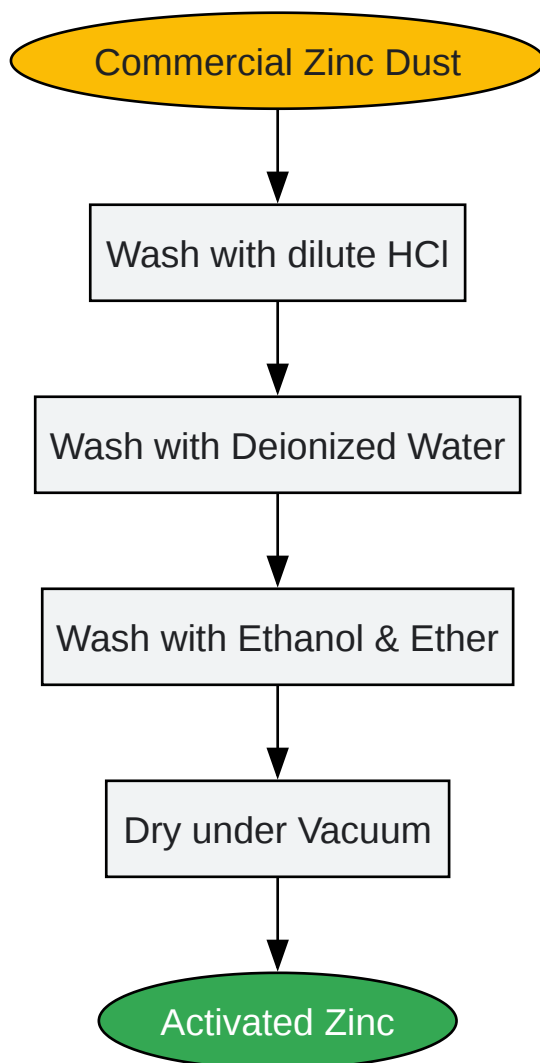 Commercial Zinc Dust
Wash with dilute HCl
Wash with Deionized Water
Wash with Ethanol & Ether
Dry under Vacuum
Activated Zinc